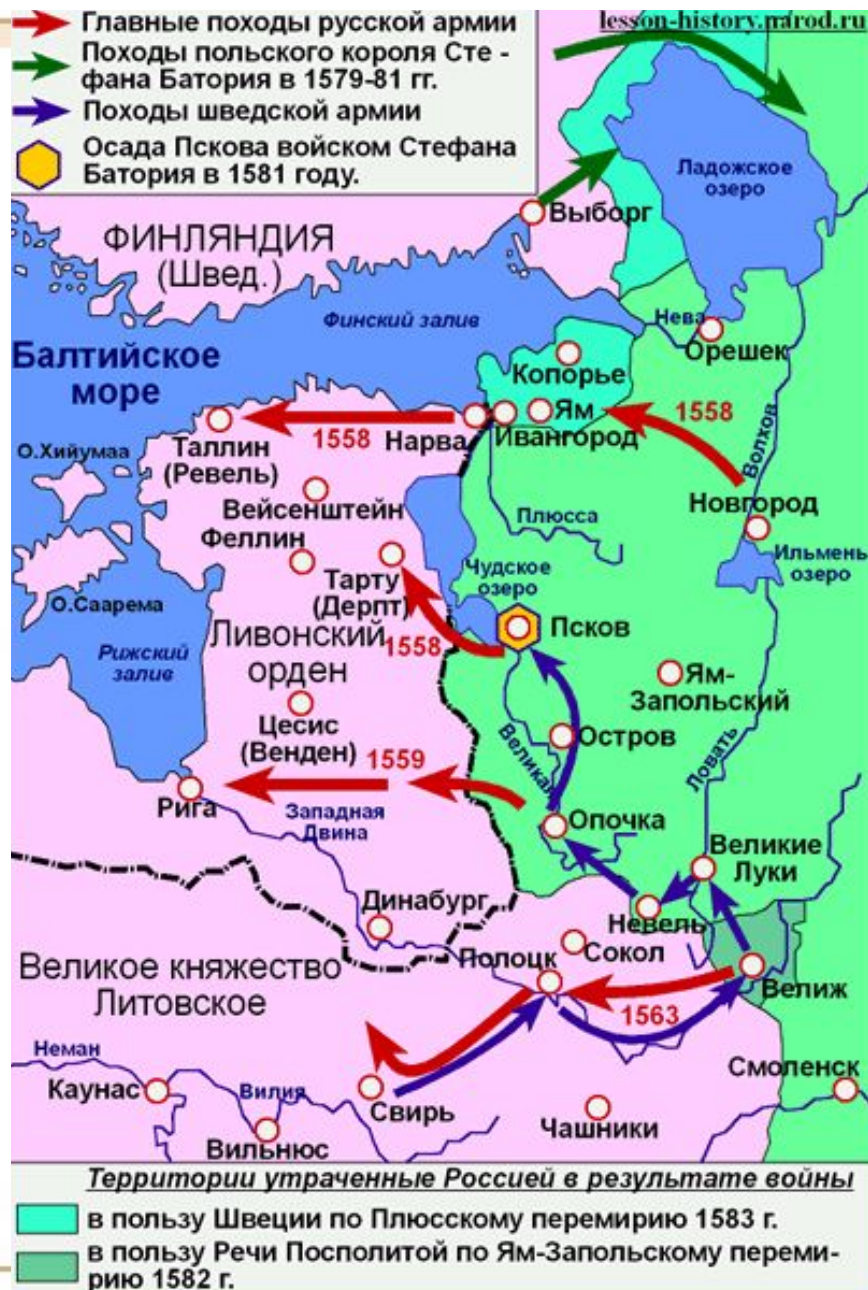 lesson-history.narod.ru
Главные походы русской армии
Походы польского короля Сте -
фана Батория в 1579-81 гг.
Походы шведской армии
Осада Пскова войском Стефана
Батория в 1581 году.
Ладожское
озеро
Выборг
ФИНЛЯНДИЯ
(Швед.)
Финский залив
Нева
Орешек
Балтийское
море
Копорье
Ям
1558
Таллин
(Ревель)
1558
Нарва
Ивангород
Волхов
О.Хийумаа
Вейсенштейн
Новгород
Плюсса
Феллин
Ильмень
озеро
Тарту
(Дерпт)
Чудское
озеро
О.Саарема
1558
Псков
Ливонский
орден
Рижский
залив
Ям-
Запольский
Цесис
(Венден)
Остров
Великая
Ловать
1559
Рига
Западная
Двина
Опочка
Великие
Луки
Динабург
Невель
Сокол
Полоцк
Великое княжество
Литовское
Велиж
1563
Неман
Каунас
Вилия
Свирь
Смоленск
Чашники
Вильнюс
Территории утраченные Россией в результате войны
в пользу Швеции по Плюсскому перемирию 1583 г.
в пользу Речи Посполитой по Ям-Запольскому переми-
рию 1582 г.